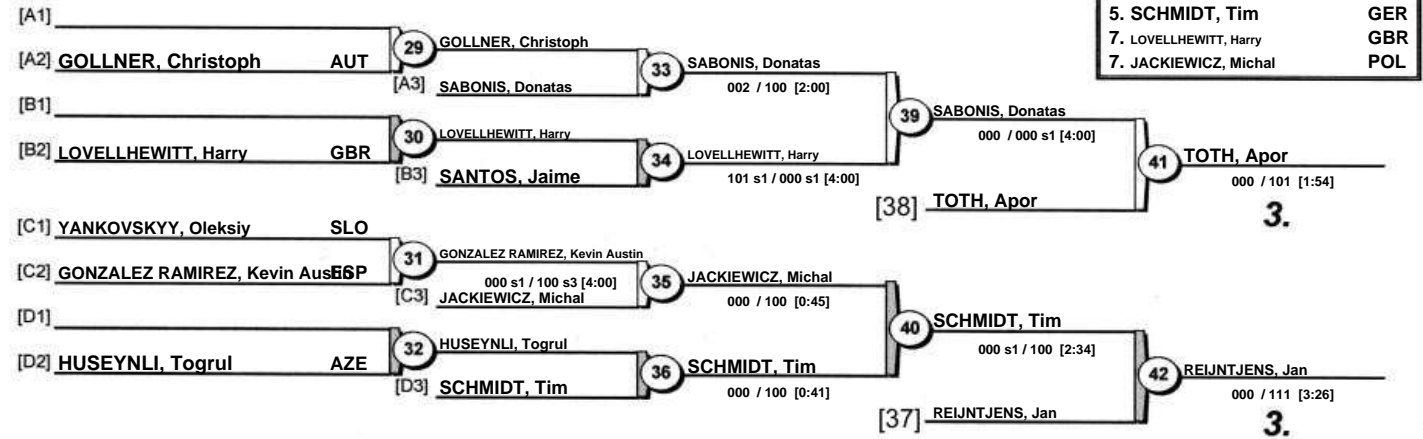 [A1]
[A2] GOLLNER, Christoph AUT
29
GOLLNER, Christoph
[A3] SABONIS, Donatas
33
SABONIS, Donatas
002 / 100 [2:00]
[B1]
[B2] LOVELLHEWITT, Harry GBR
30
LOVELLHEWITT, Harry
[B3] SANTOS, Jaime
34
LOVELLHEWITT, Harry
101 s1 / 000 s1 [4:00]
39
SABONIS, Donatas
000 / 000 s1 [4:00]
[38] TOTH, Apor
41
TOTH, Apor
000 / 101 [1:54]
3.
[C1] YANKOVSKYY, Oleksiy SLO
[C2] GONZALEZ RAMIREZ, Kevin Austin ESP
31
GONZALEZ RAMIREZ, Kevin Austin
000 s1 / 100 s3 [4:00]
[C3] JACKIEWICZ, Michal
35
JACKIEWICZ, Michal
000 / 100 [0:45]
[D1]
[D2] HUSEYNLI, Togrul AZE
32
HUSEYNLI, Togrul
[D3] SCHMIDT, Tim
36
SCHMIDT, Tim
000 / 100 [0:41]
40
SCHMIDT, Tim
000 s1 / 100 [2:34]
[37] REIJNTJENS, Jan
42
REIJNTJENS, Jan
000 / 111 [3:26]
3.
5. SCHMIDT, Tim GER
7. LOVELLHEWITT, Harry GBR
7. JACKIEWICZ, Michal POL